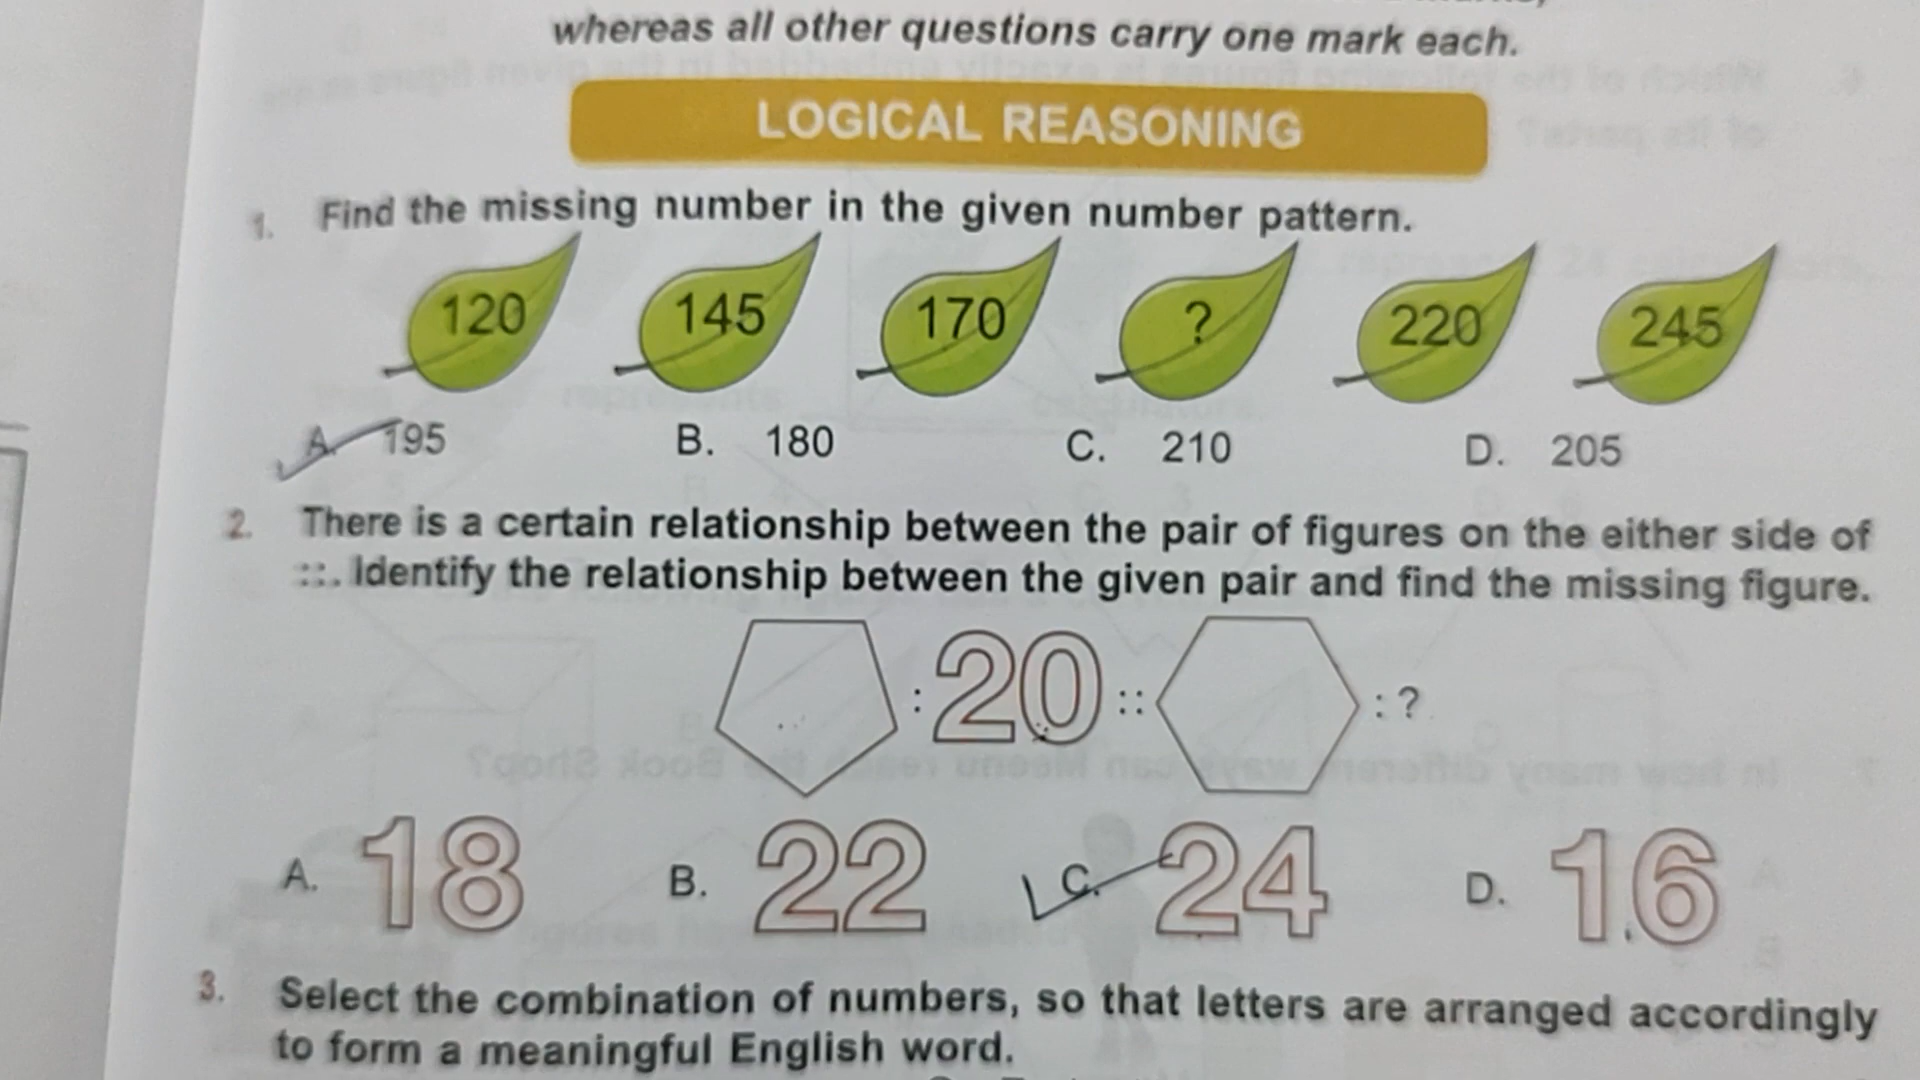 whereas all other questions carry one mark each.
LOGICAL REASONING
1. Find the missing number in the given number pattern.
120 145 170 ? 220 245
A. 195 B. 180 C. 210 D. 205
2. There is a certain relationship between the pair of figures on the either side of
::. Identify the relationship between the given pair and find the missing figure.
: 20 :: : ?
A. 18 B. 22 C. 24 D. 16
3. Select the combination of numbers, so that letters are arranged accordingly
to form a meaningful English word.